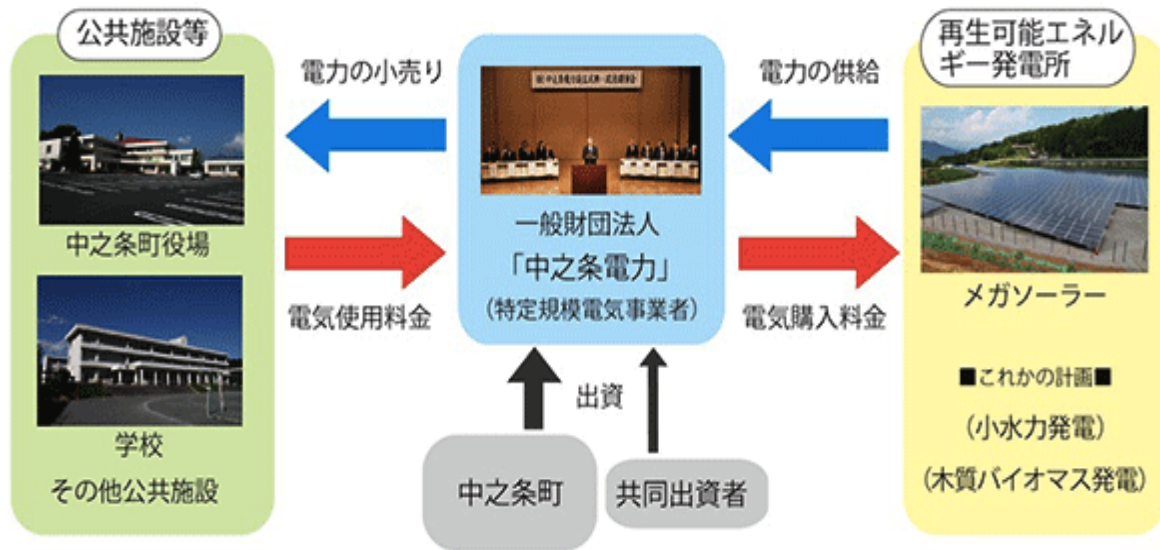 公共施設等
中之条町役場
学校
その他公共施設
電力の小売り
電気使用料金
一般財団法人
「中之条電力」
(特定規模電気事業者)
電力の供給
電気購入料金
再生可能エネル
ギー発電所
メガソーラー
■これかの計画■
(小水力発電)
(木質バイオマス発電)
出資
中之条町
共同出資者